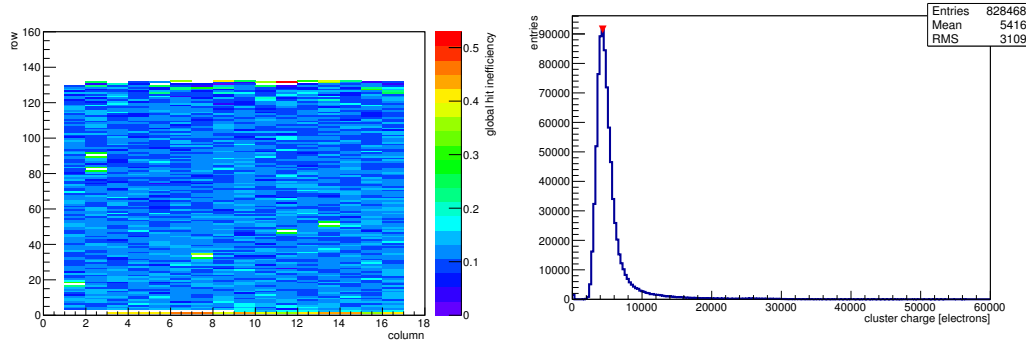 160
140
120
100
80
60
40
20
0
row
0 2 4 6 8 10 12 14 16 18
column
0.5
0.4
0.3
0.2
0.1
0
global hit inefficiency
Entries 828468
Mean 5416
RMS 3109
90000
80000
70000
60000
50000
40000
30000
20000
10000
0
entries
0 10000 20000 30000 40000 50000 60000
cluster charge [electrons]